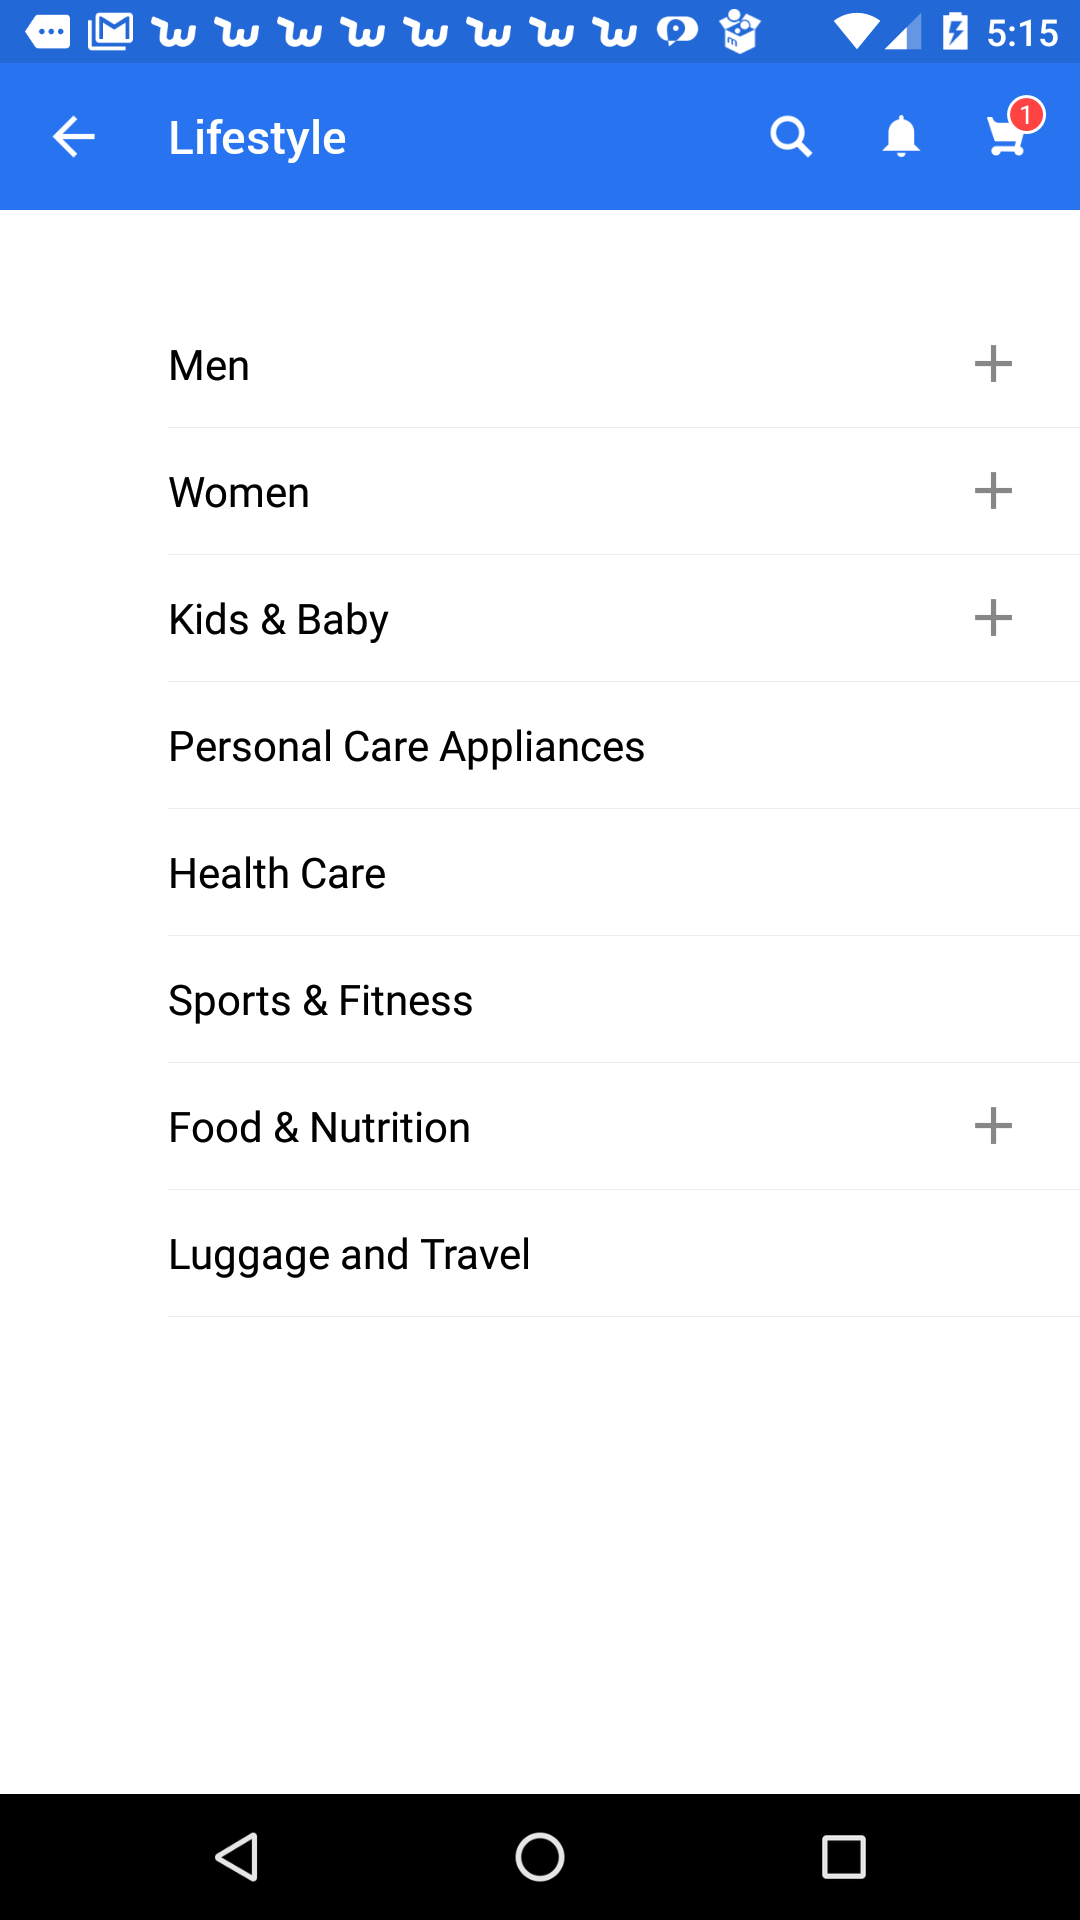 5:15
Lifestyle
1
Men
Women
Kids & Baby
Personal Care Appliances
Health Care
Sports & Fitness
Food & Nutrition
Luggage and Travel